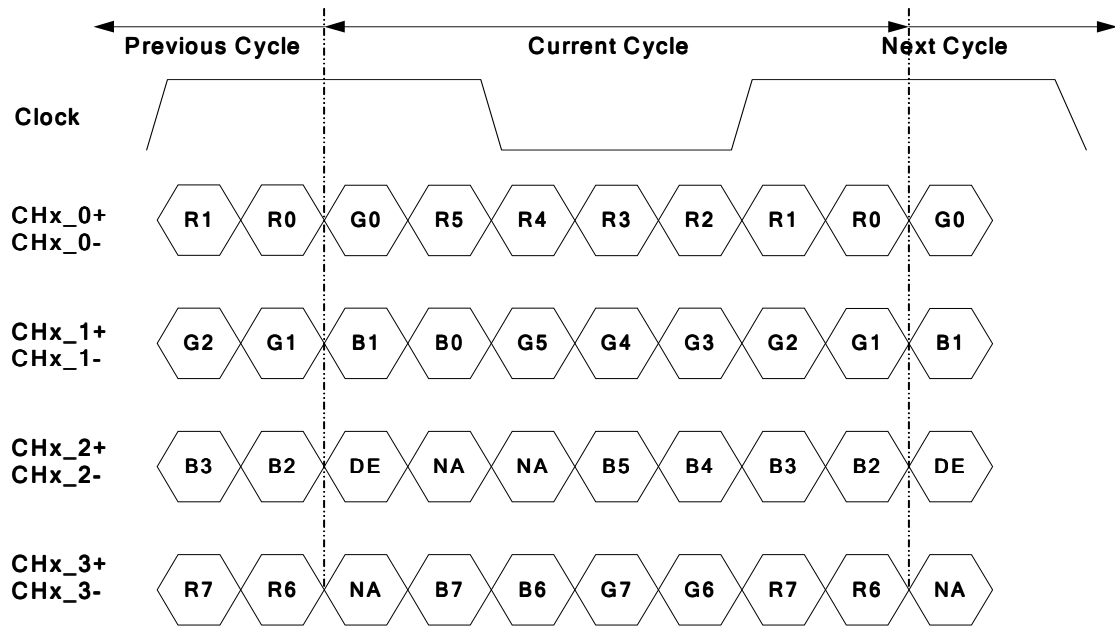 Previous Cycle Current Cycle Next Cycle
Clock
CHx_0+
CHx_0-
R1 R0 G0 R5 R4 R3 R2 R1 R0 G0
CHx_1+
CHx_1-
G2 G1 B1 B0 G5 G4 G3 G2 G1 B1
CHx_2+
CHx_2-
B3 B2 DE NA NA B5 B4 B3 B2 DE
CHx_3+
CHx_3-
R7 R6 NA B7 B6 G7 G6 R7 R6 NA